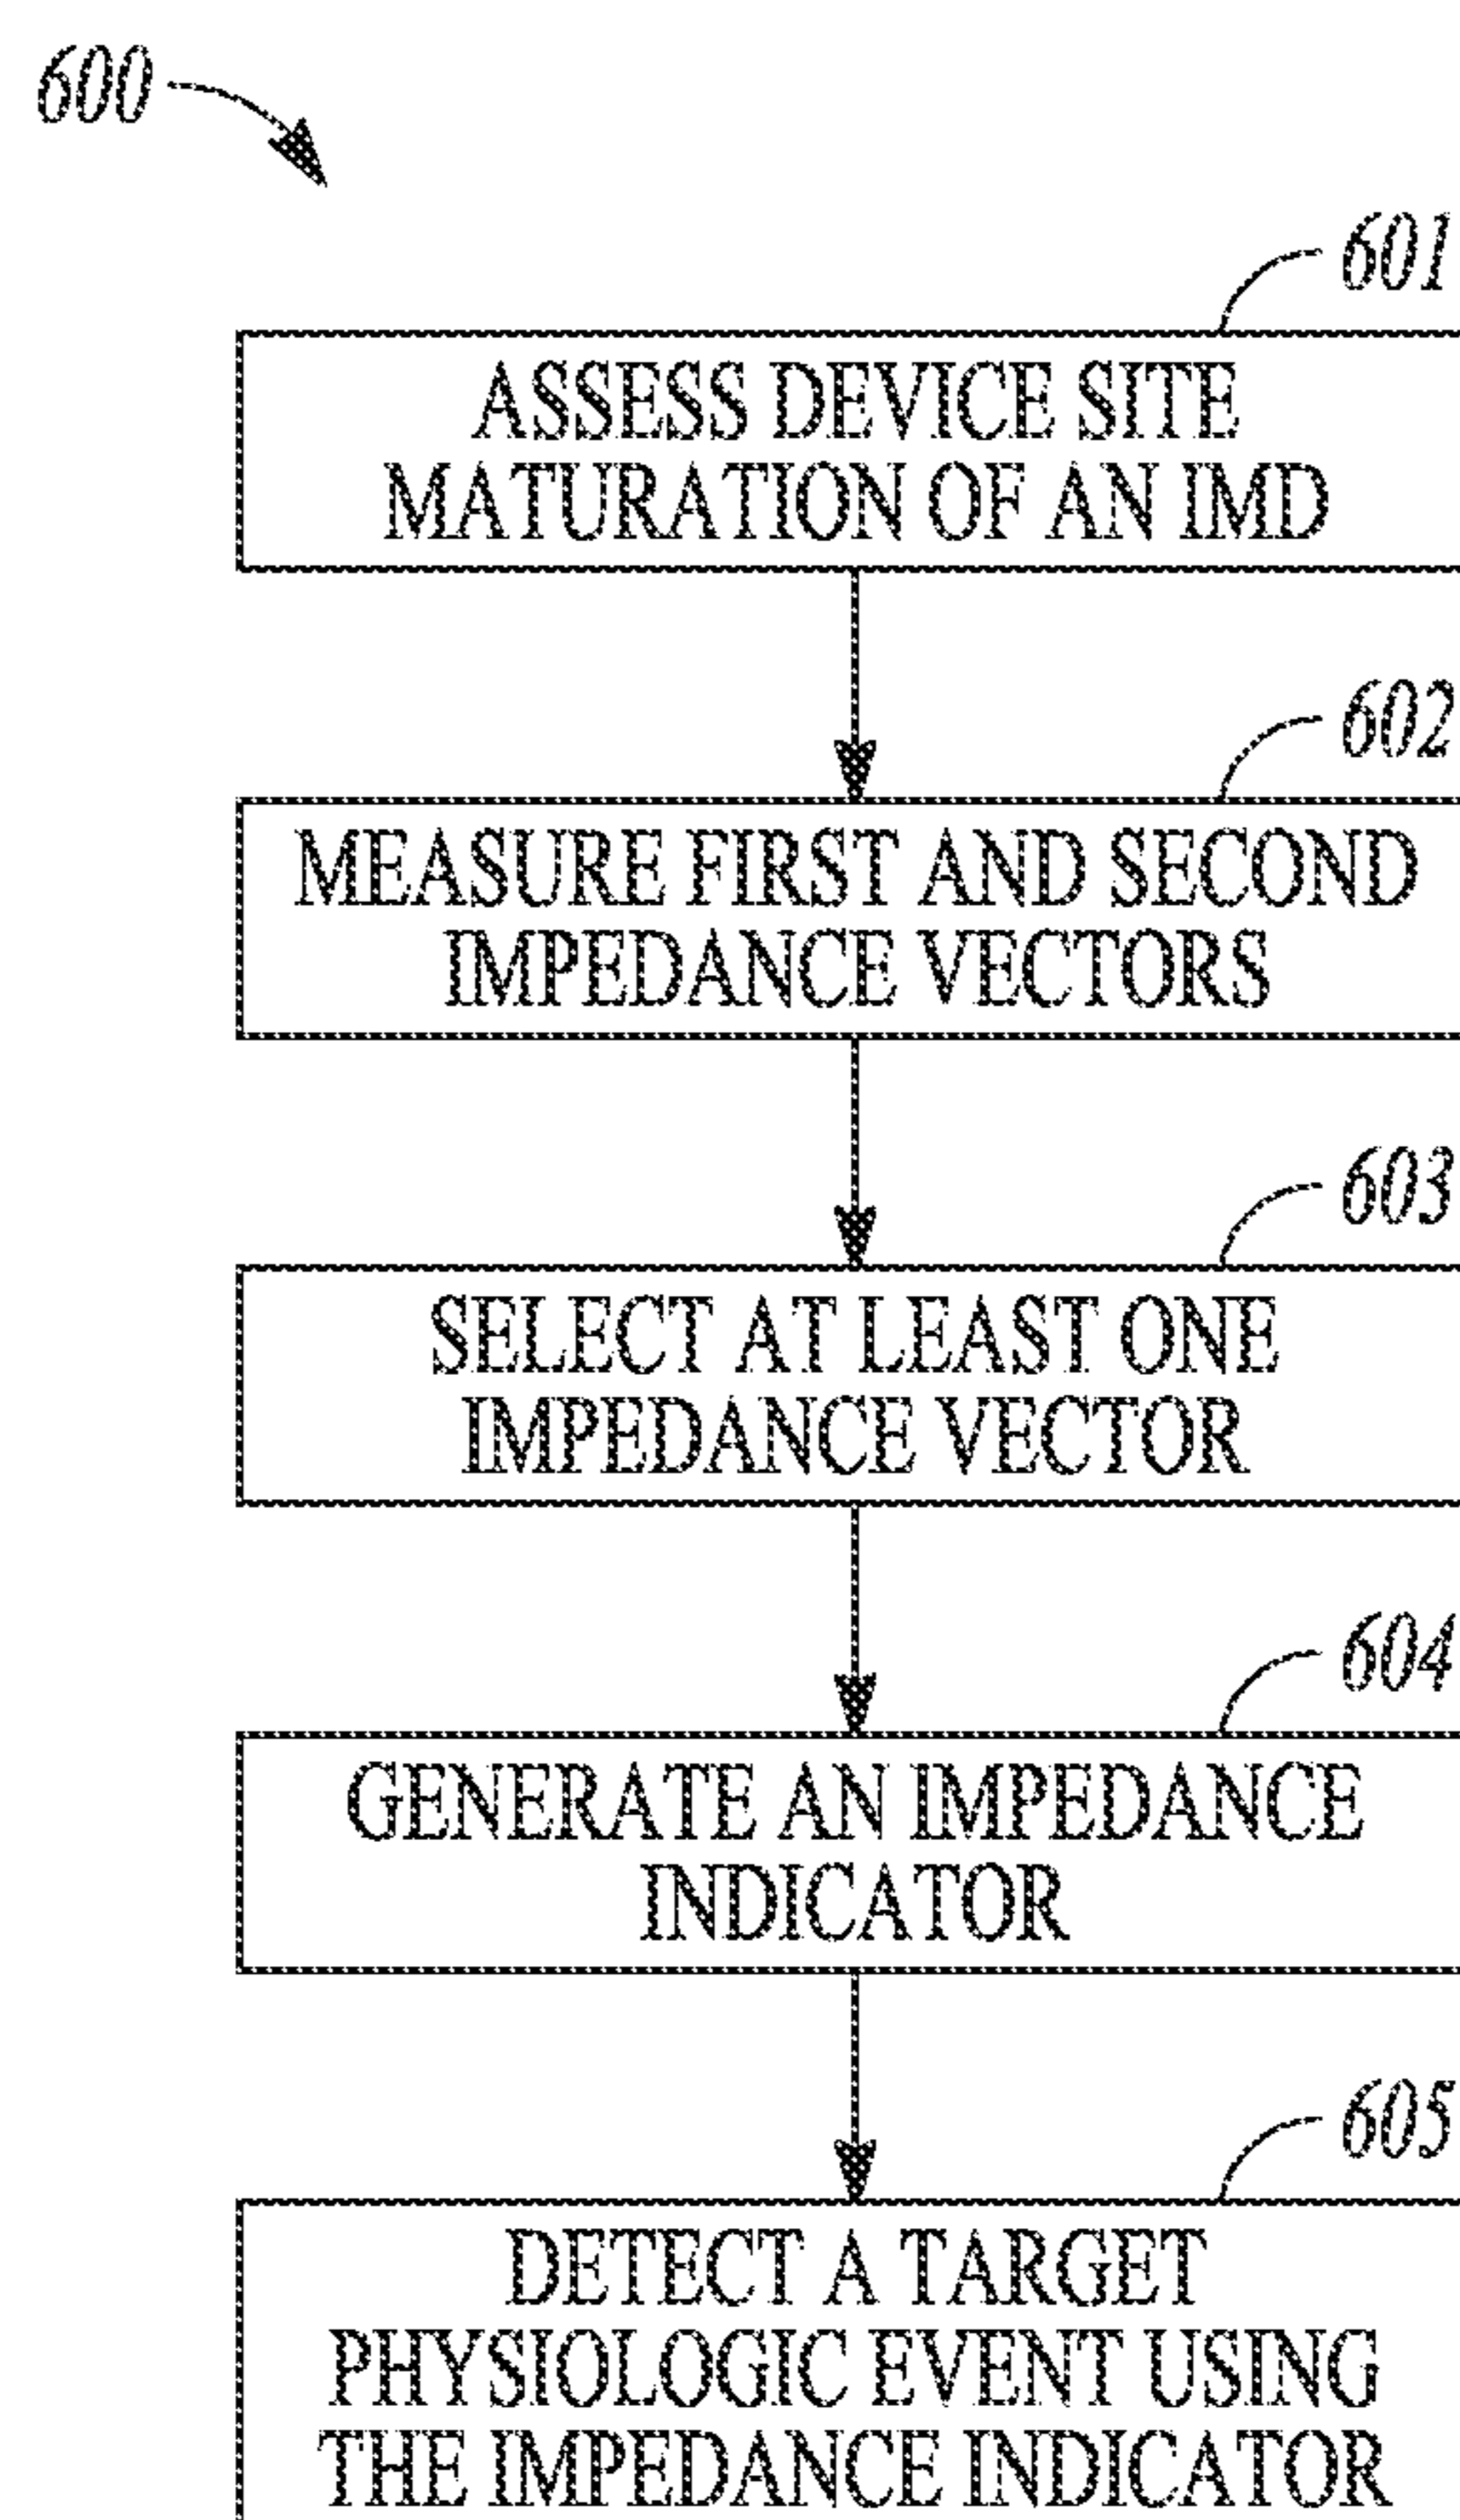 600
601
ASSESS DEVICE SITE
MATURATION OF AN IMD
602
MEASURE FIRST AND SECOND
IMPEDANCE VECTORS
603
SELECT AT LEAST ONE
IMPEDANCE VECTOR
604
GENERATE AN IMPEDANCE
INDICATOR
605
DETECT A TARGET
PHYSIOLOGIC EVENT USING
THE IMPEDANCE INDICATOR